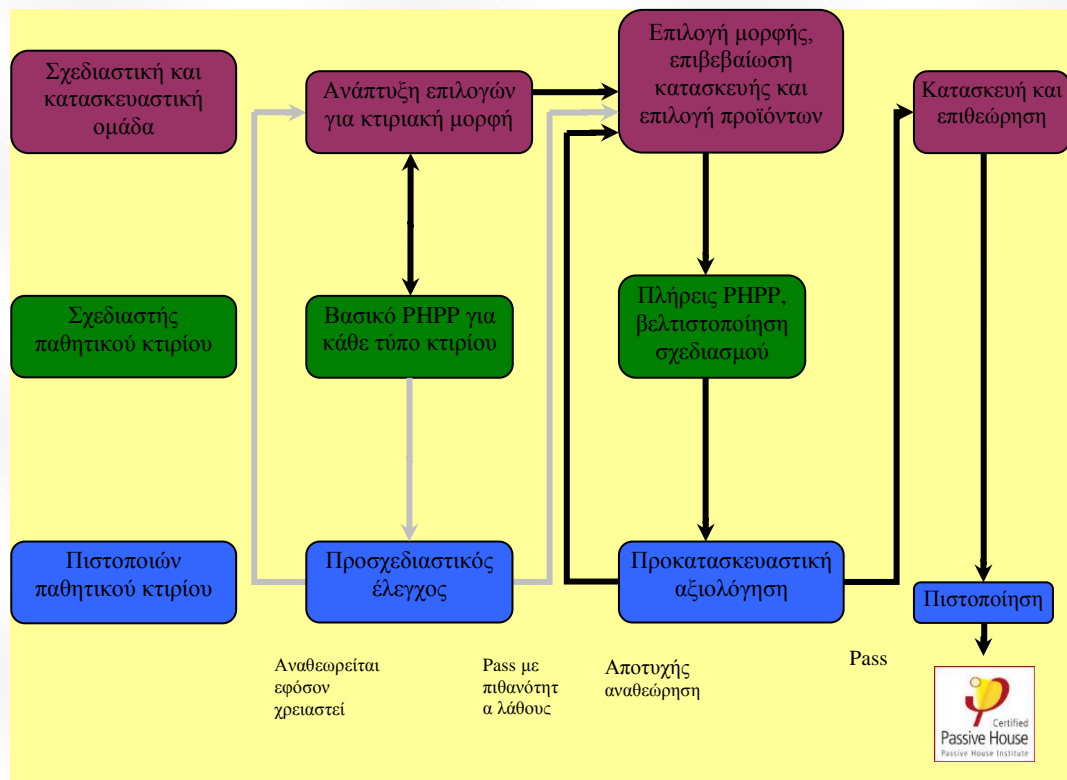 Σχεδιαστική και
κατασκευαστική
ομάδα
Ανάπτυξη επιλογών
για κτιριακή μορφή
Επιλογή μορφής,
επιβεβαίωση
κατασκευής και
επιλογή προϊόντων
Κατασκευή και
επιθεώρηση
Σχεδιαστής
παθητικού κτιρίου
Βασικό PHPP για
κάθε τύπο κτιρίου
Πλήρεις PHPP,
βελτιστοποίηση
σχεδιασμού
Πιστοποιών
παθητικού κτιρίου
Προσχεδιαστικός
έλεγχος
Προκατασκευαστική
αξιολόγηση
Πιστοποίηση
Αναθεωρείται
εφόσον
χρειαστεί
Pass με
πιθανότητ
α λάθους
Αποτυχής
αναθεώρηση
Pass
Certified
Passive House
Passive House Institute